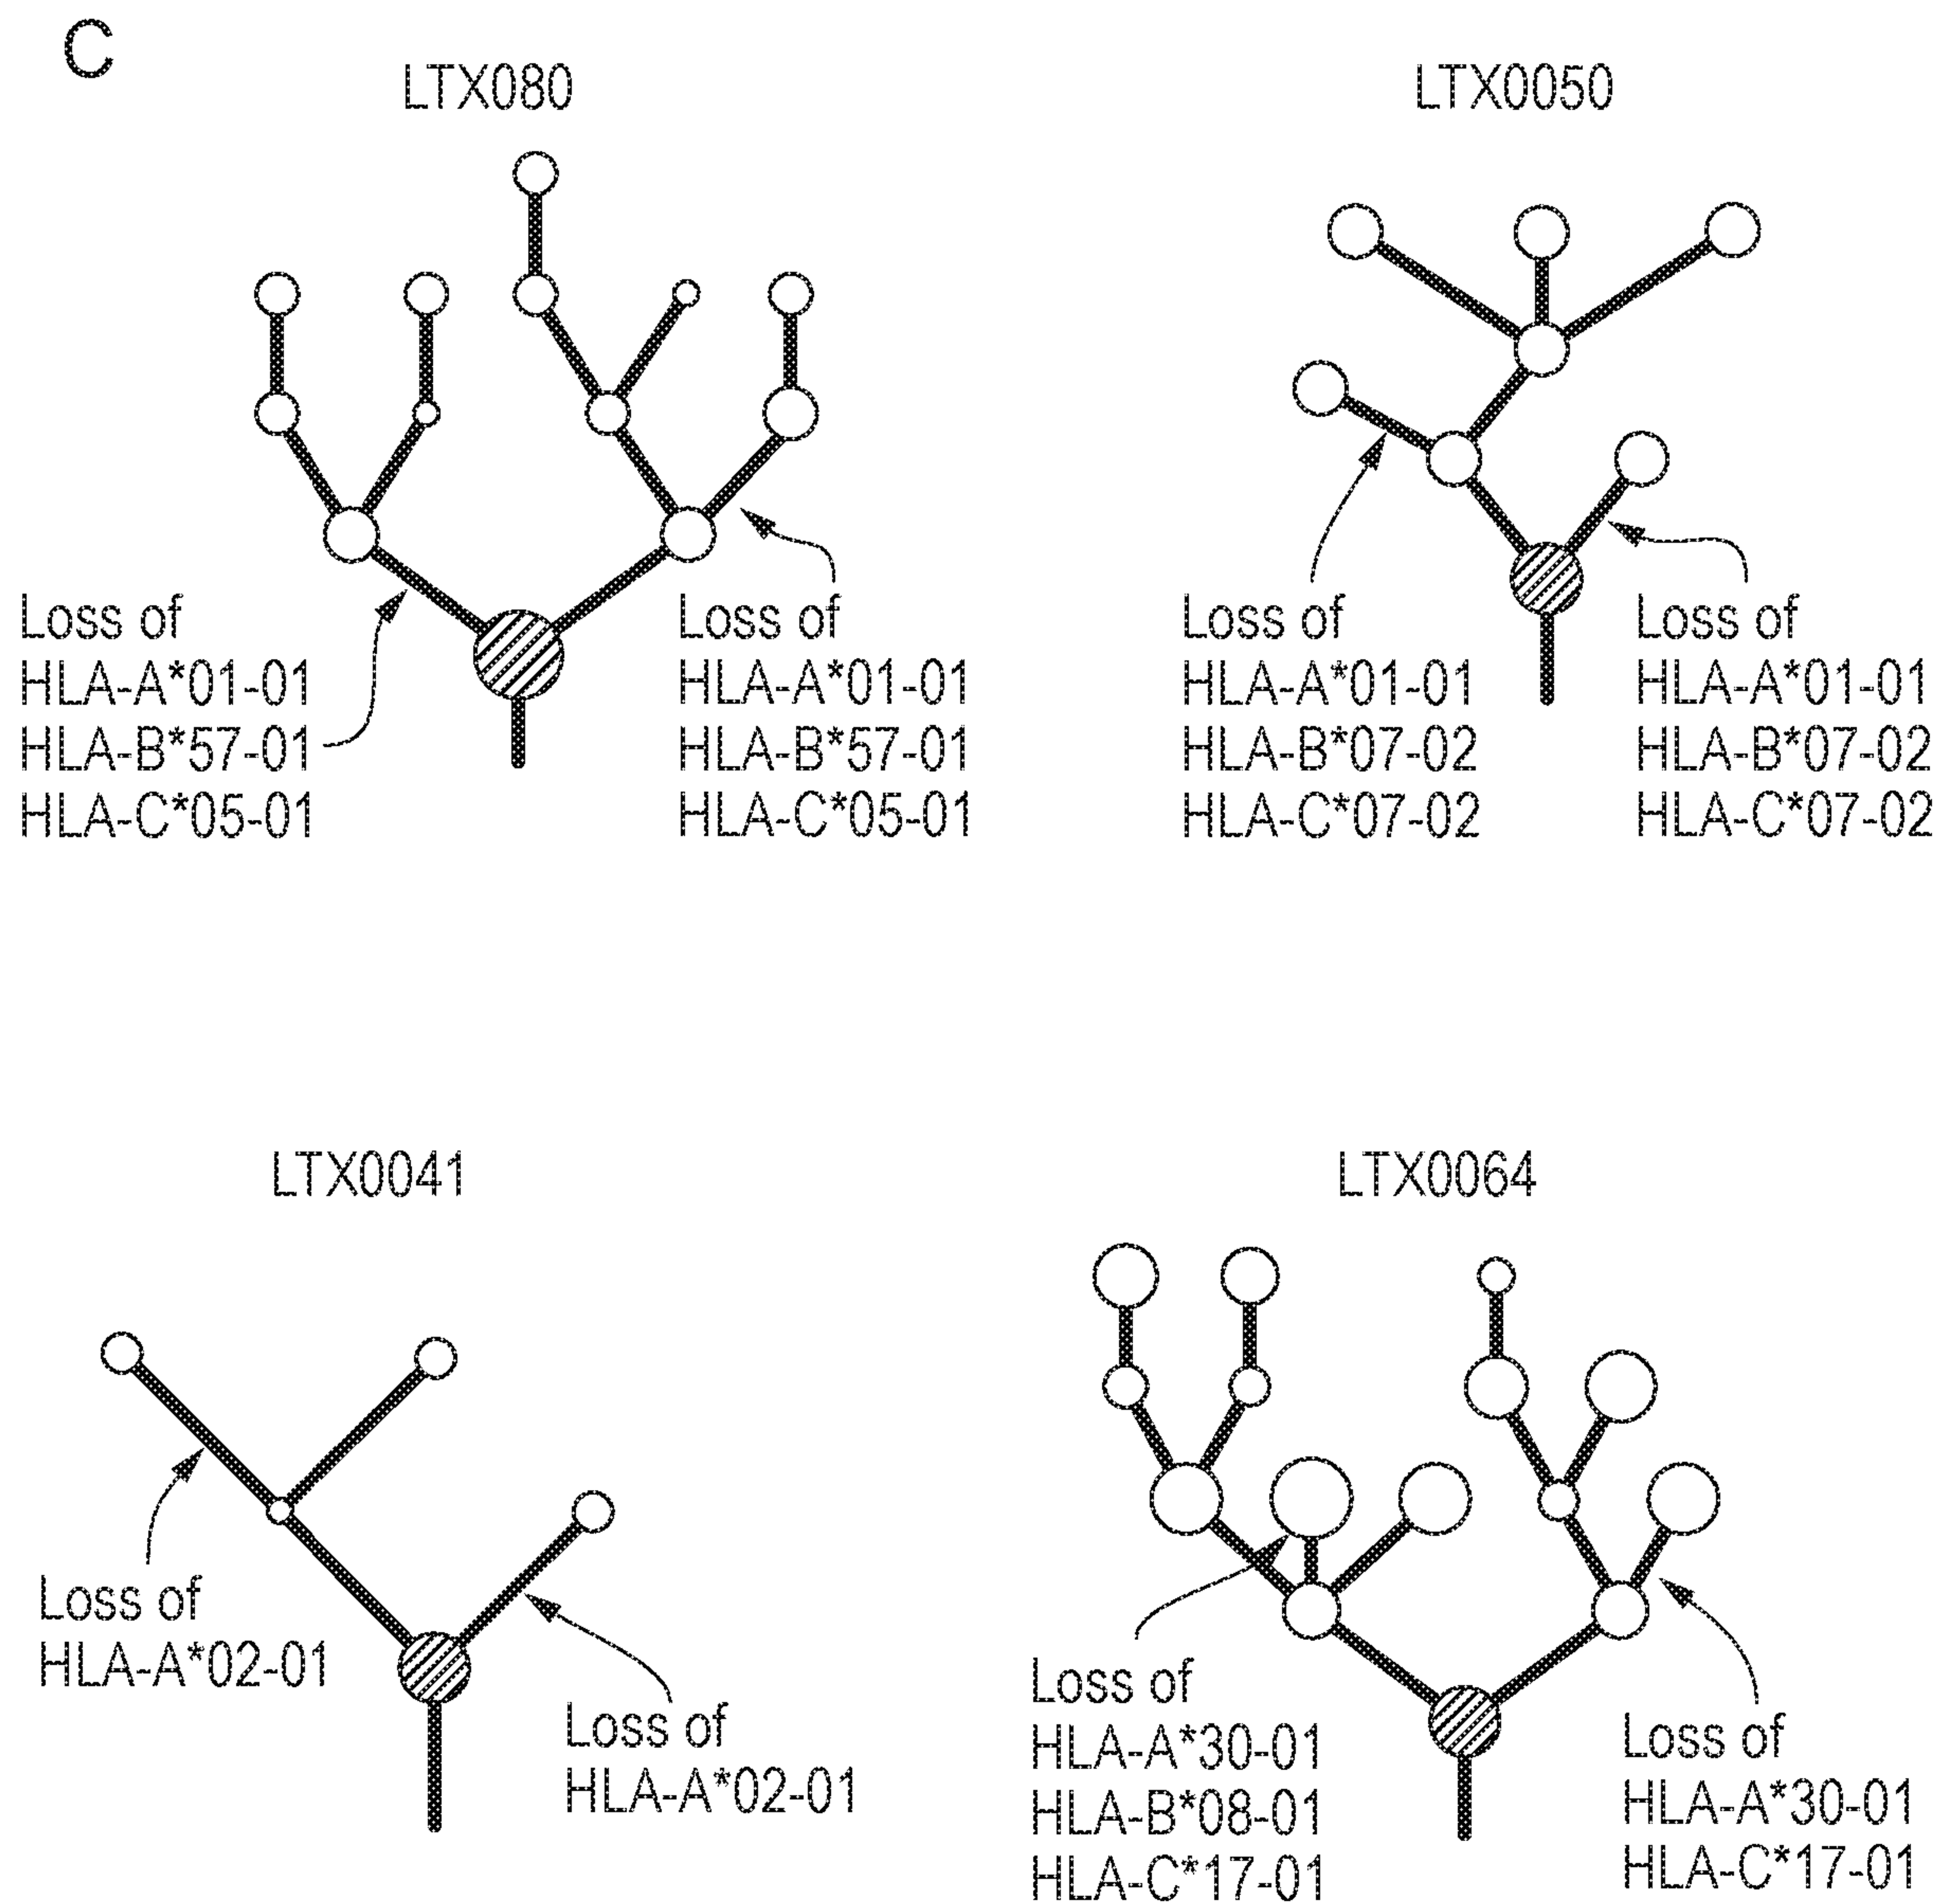 C
LTX080
LTX0050
Loss of
HLA-A*01-01
HLA-B*57-01
HLA-C*05-01
Loss of
HLA-A*01-01
HLA-B*57-01
HLA-C*05-01
Loss of
HLA-A*01-01
HLA-B*07-02
HLA-C*07-02
Loss of
HLA-A*01-01
HLA-B*07-02
HLA-C*07-02
LTX0041
LTX0064
Loss of
HLA-A*02-01
Loss of
HLA-A*02-01
Loss of
HLA-A*30-01
HLA-B*08-01
HLA-C*17-01
Loss of
HLA-A*30-01
HLA-C*17-01